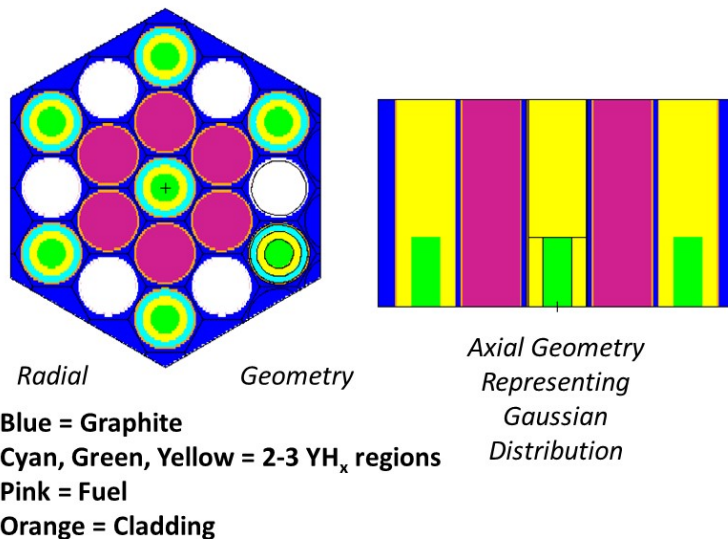 Radial Geometry
Axial Geometry
Representing
Gaussian
Distribution
Blue = Graphite
Cyan, Green, Yellow = 2-3 YHx regions
Pink = Fuel
Orange = Cladding